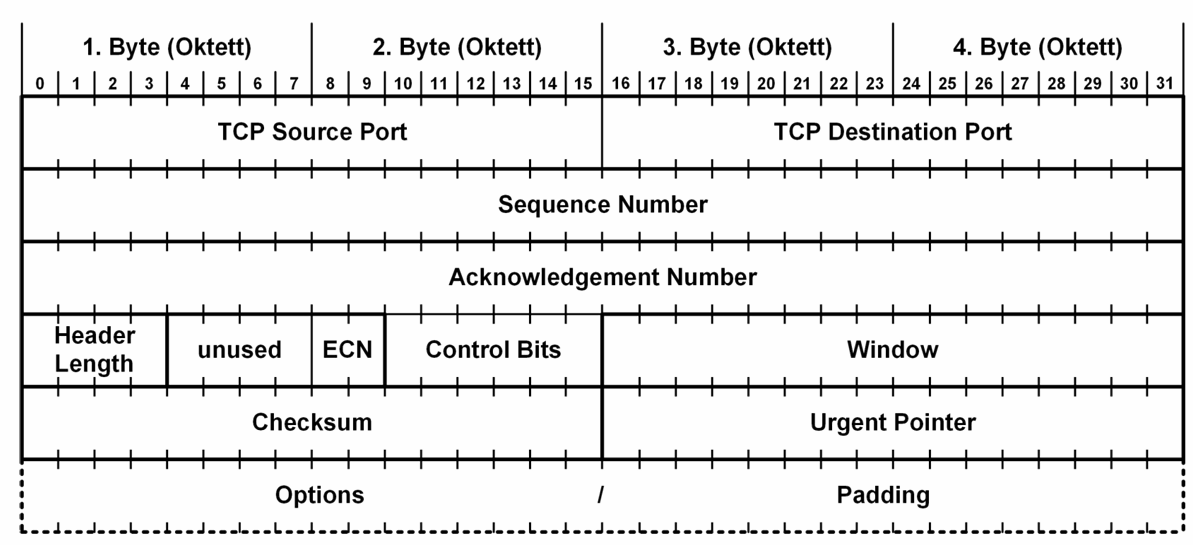 1. Byte (Oktett) 2. Byte (Oktett) 3. Byte (Oktett) 4. Byte (Oktett)
0 1 2 3 4 5 6 7 8 9 10 11 12 13 14 15 16 17 18 19 20 21 22 23 24 25 26 27 28 29 30 31
TCP Source Port TCP Destination Port
Sequence Number
Acknowledgement Number
Header
Length
unused ECN Control Bits Window
Checksum Urgent Pointer
Options / Padding